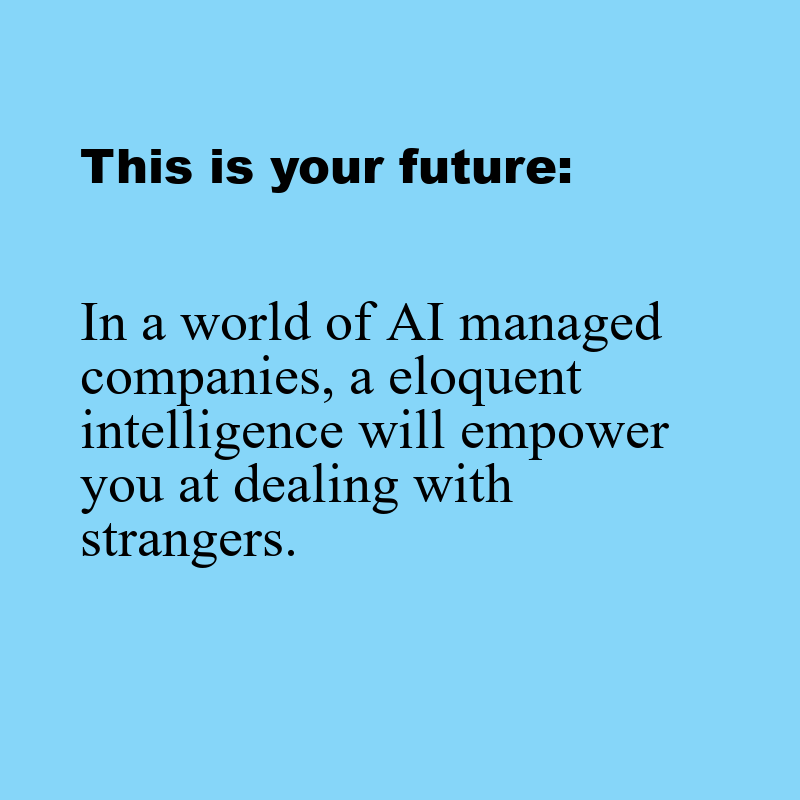 This is your future:
In a world of AI managed
companies, a eloquent
intelligence will empower
you at dealing with
strangers.